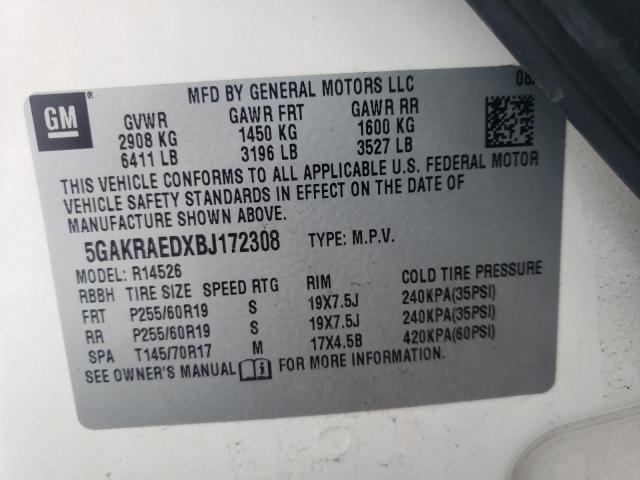 GM ®
MFD BY GENERAL MOTORS LLC
GVWR GAWR FRT GAWR RR
2908 KG 1450 KG 1600 KG
6411 LB 3196 LB 3527 LB
THIS VEHICLE CONFORMS TO ALL APPLICABLE U.S. FEDERAL MOTOR
VEHICLE SAFETY STANDARDS IN EFFECT ON THE DATE OF
MANUFACTURE SHOWN ABOVE.
5GAKRAEDXBJ172308 TYPE: M.P.V.
MODEL: R14526
RBBH TIRE SIZE SPEED RTG RIM COLD TIRE PRESSURE
FRT P255/60R19 S 19X7.5J 240KPA(35PSI)
RR P255/60R19 S 19X7.5J 240KPA(35PSI)
SPA T145/70R17 M 17X4.5B 420KPA(60PSI)
SEE OWNER'S MANUAL FOR MORE INFORMATION.